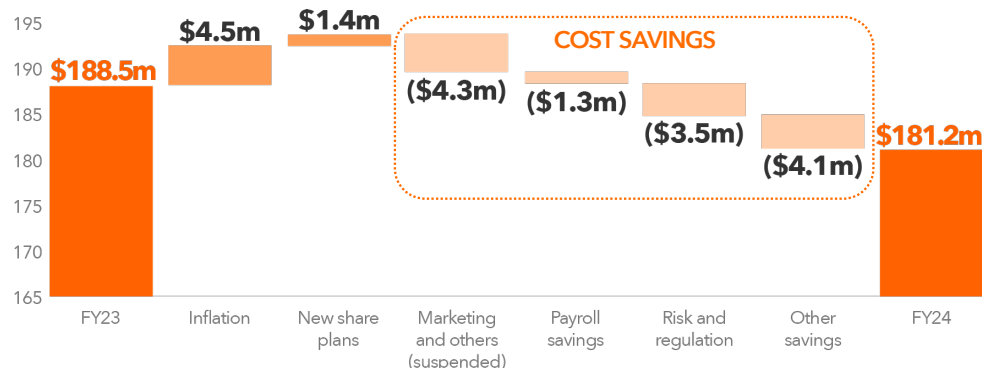 195
190
185
180
175
170
165
$188.5m
$4.5m
$1.4m
COST SAVINGS
($4.3m)
($1.3m)
($3.5m)
($4.1m)
$181.2m
FY23
Inflation
New share
plans
Marketing
and others
(suspended)
Payroll
savings
Risk and
regulation
Other
savings
FY24